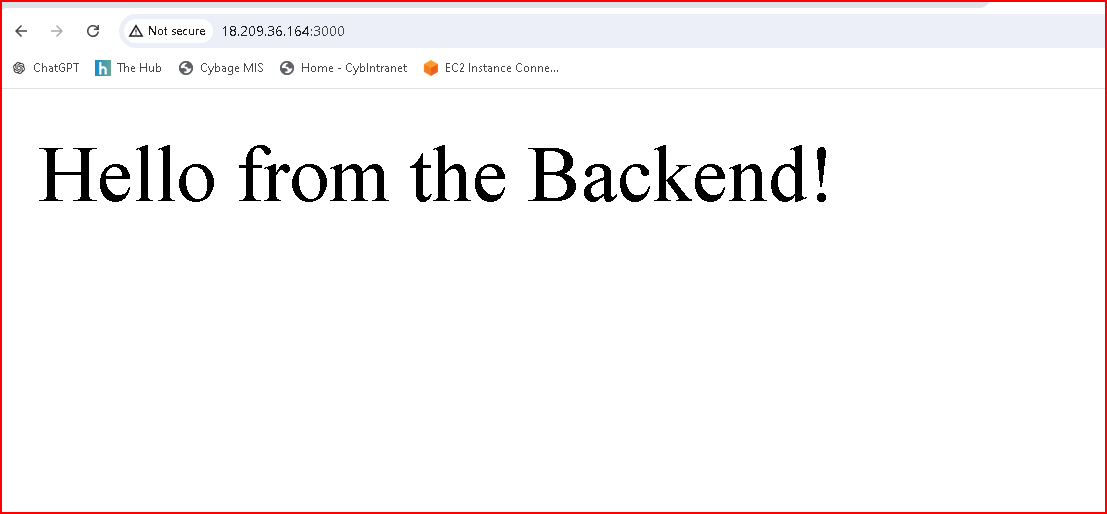 Not secure 18.209.36.164:3000
ChatGPT The Hub Cybage MIS Home - CybIntranet EC2 Instance Conne...
Hello from the Backend!